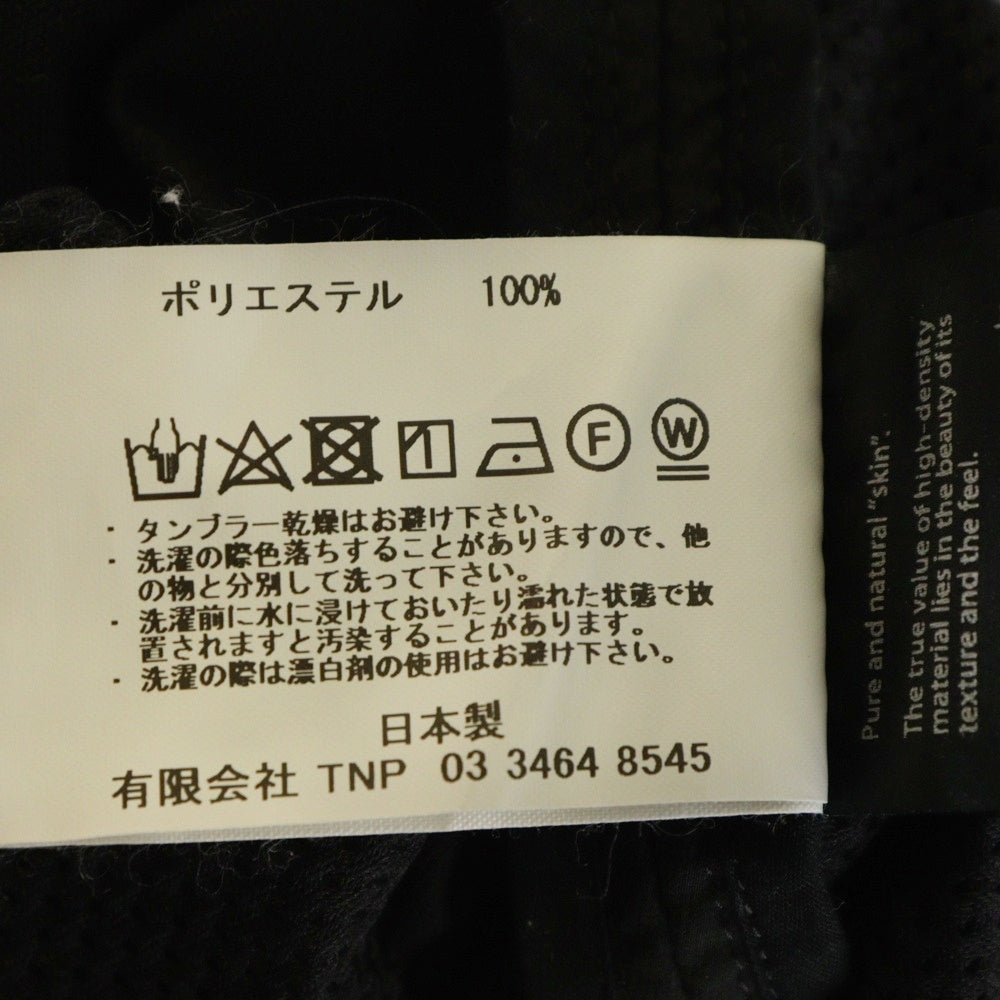 ポリエステル 100%
F W
・タンブラー乾燥はお避け下さい。
・洗濯の際色落ちすることがありますので、他
の物と分別して洗って下さい。
・洗濯前に水に浸けておいたり濡れた状態で放
置されますと汚染することがあります。
・洗濯の際は漂白剤の使用はお避け下さい。
日本製
有限会社 TNP 03 3464 8545
Pure and natural "skin".
The true value of high-density
material lies in the beauty of its
texture and the feel.